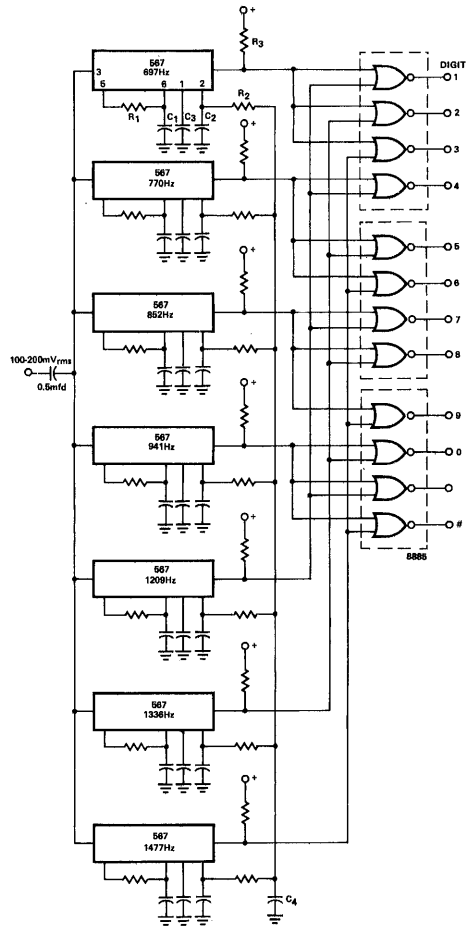 +
R3
567
697Hz
3
5 6 1 2
R1 C1 C3 C2
R2
+
DIGIT
1
2
3
4
567
770Hz
+
5
6
7
8
567
852Hz
100-200mVrms
0.5mfd
+
9
0
#
8885
567
941Hz
+
567
1209Hz
+
567
1336Hz
+
567
1477Hz
C4